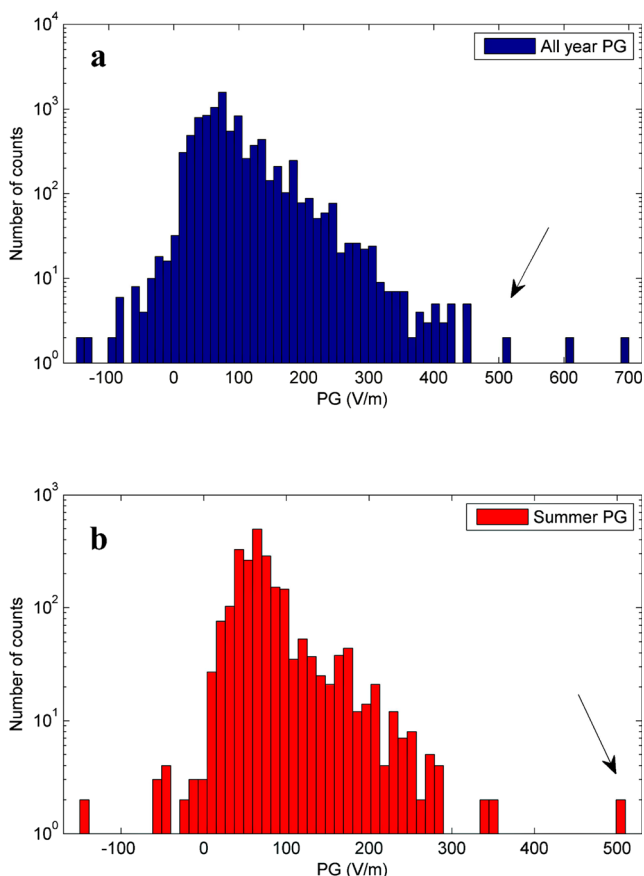 a
All year PG
10^4
10^3
10^2
10^1
10^0
Number of counts
-100 0 100 200 300 400 500 600 700
PG (V/m)
b
Summer PG
10^3
10^2
10^1
10^0
Number of counts
-100 0 100 200 300 400 500
PG (V/m)